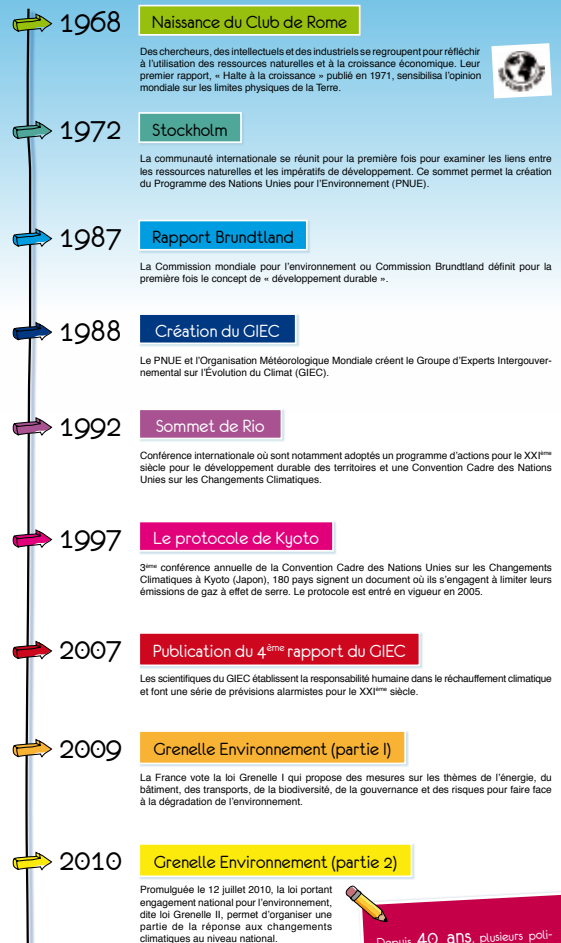 1968
Naissance du Club de Rome
Des chercheurs, des intellectuels et des industriels se regroupent pour réfléchir
à l'utilisation des ressources naturelles et à la croissance économique. Leur
premier rapport, « Halte à la croissance » publié en 1971, sensibilisa l'opinion
mondiale sur les limites physiques de la Terre.
1972
Stockholm
La communauté internationale se réunit pour la première fois pour examiner les liens entre
les ressources naturelles et les impératifs de développement. Ce sommet permet la création
du Programme des Nations Unies pour l'Environnement (PNUE).
1987
Rapport Brundtland
La Commission mondiale pour l'environnement ou Commission Brundtland définit pour la
première fois le concept de « développement durable ».
1988
Création du GIEC
Le PNUE et l'Organisation Météorologique Mondiale créent le Groupe d'Experts Intergouver-
nemental sur l'Évolution du Climat (GIEC).
1992
Sommet de Rio
Conférence internationale où sont notamment adoptés un programme d'actions pour le XXIème
siècle pour le développement durable des territoires et une Convention Cadre des Nations
Unies sur les Changements Climatiques.
1997
Le protocole de Kyoto
3ème conférence annuelle de la Convention Cadre des Nations Unies sur les Changements
Climatiques à Kyoto (Japon), 180 pays signent un document où ils s'engagent à limiter leurs
émissions de gaz à effet de serre. Le protocole est entré en vigueur en 2005.
2007
Publication du 4ème rapport du GIEC
Les scientifiques du GIEC établissent la responsabilité humaine dans le réchauffement climatique
et font une série de prévisions alarmistes pour le XXIème siècle.
2009
Grenelle Environnement (partie I)
La France vote la loi Grenelle I qui propose des mesures sur les thèmes de l'énergie, du
bâtiment, des transports, de la biodiversité, de la gouvernance et des risques pour faire face
à la dégradation de l'environnement.
2010
Grenelle Environnement (partie 2)
Promulguée le 12 juillet 2010, la loi portant
engagement national pour l'environnement,
dite loi Grenelle II, permet d'organiser une
partie de la réponse aux changements
climatiques au niveau national.
Depuis 40 ans, plusieurs poli-